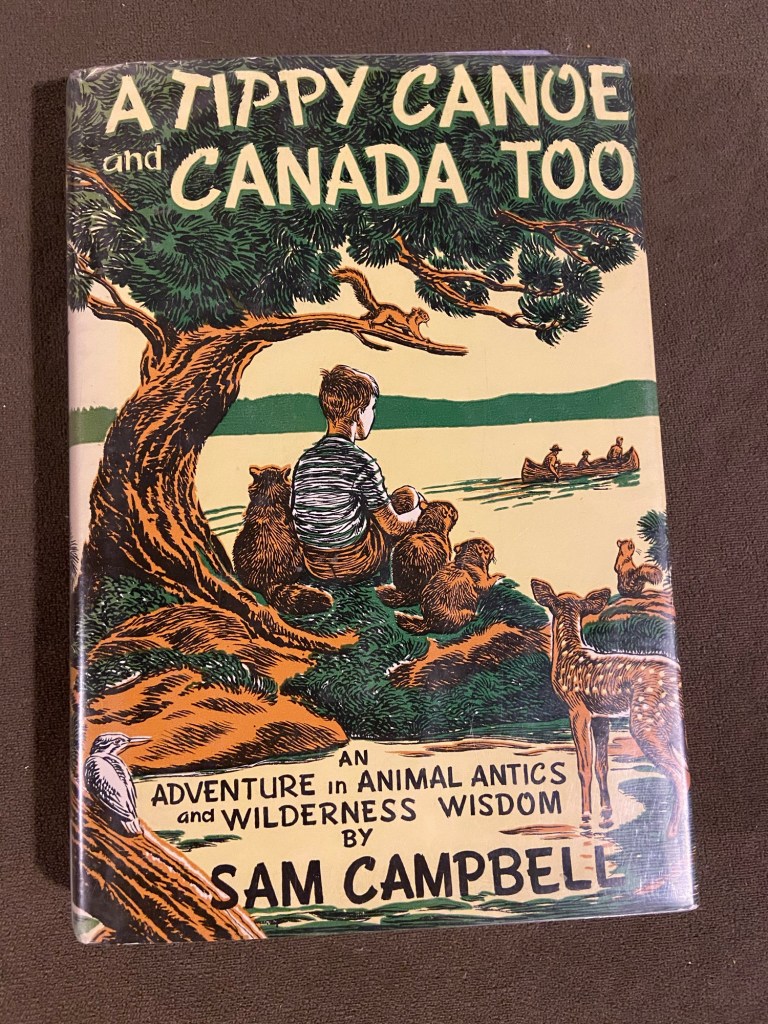 A TIPPY CANOE
and CANADA TOO
AN
ADVENTURE in ANIMAL ANTICS
and WILDERNESS WISDOM
BY
SAM CAMPBELL